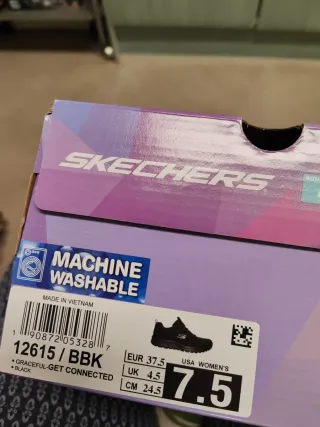 SKECHERS
MACHINE
WASHABLE
MADE IN VIETNAM
1 90872 05328 7
12615 / BBK
• GRACEFUL-GET CONNECTED
• BLACK
EUR 37.5
UK 4.5
CM 24.5
USA WOMEN'S
7.5